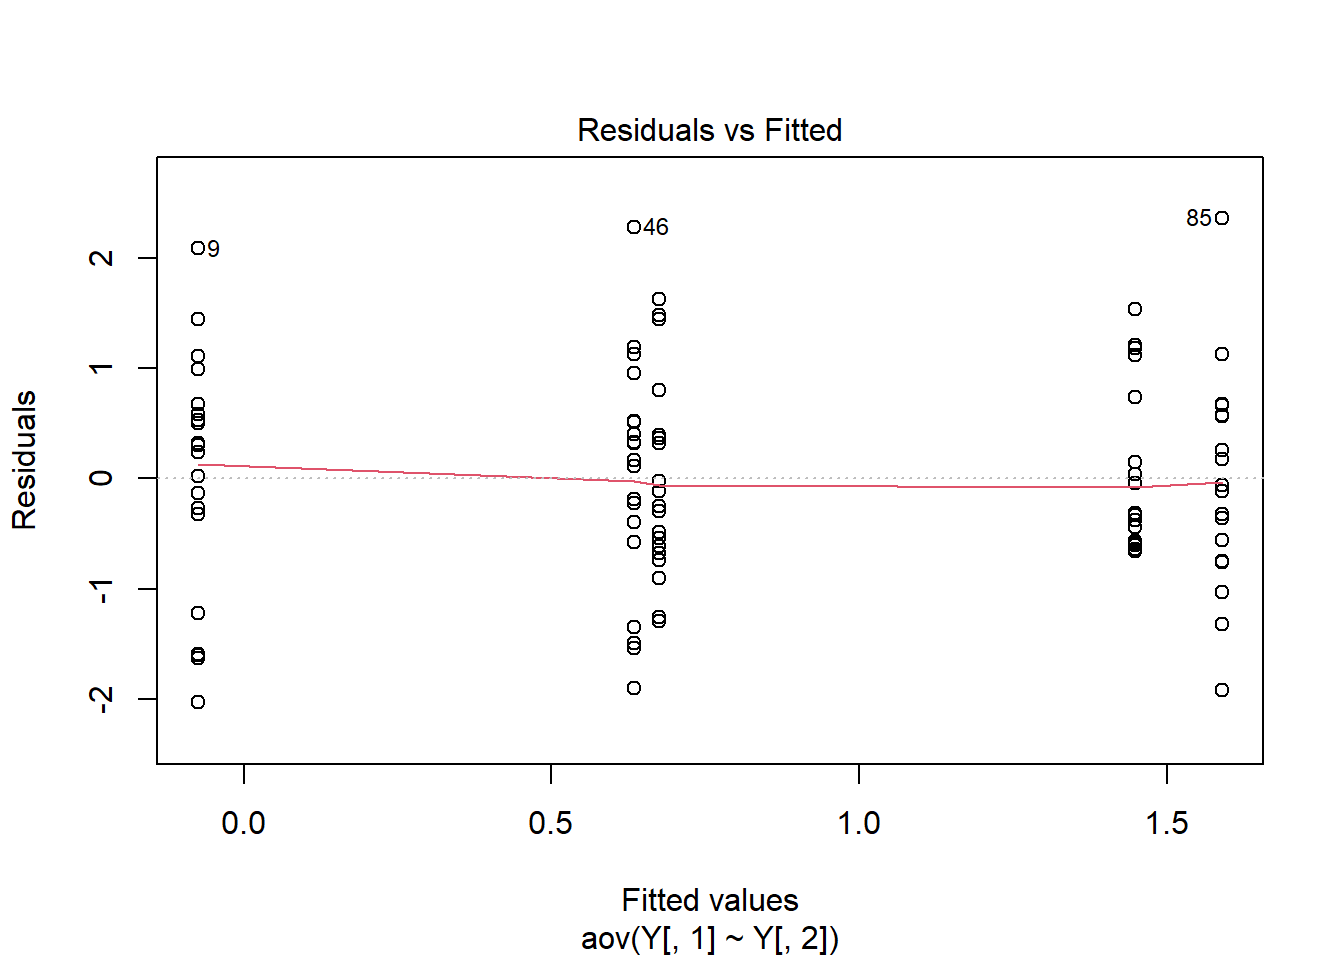 Residuals vs Fitted
Residuals
2
1
0
-1
-2
9
46
85
0.0 0.5 1.0 1.5
Fitted values
aov(Y[, 1] ~ Y[, 2])